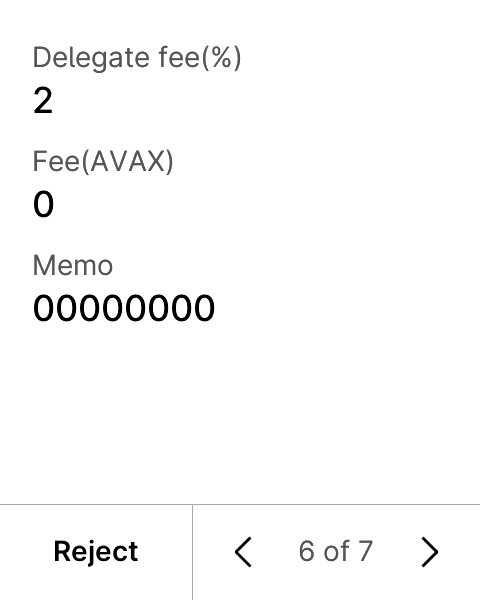 Delegate fee(%)
2
Fee(AVAX)
0
Memo
00000000
Reject
6 of 7